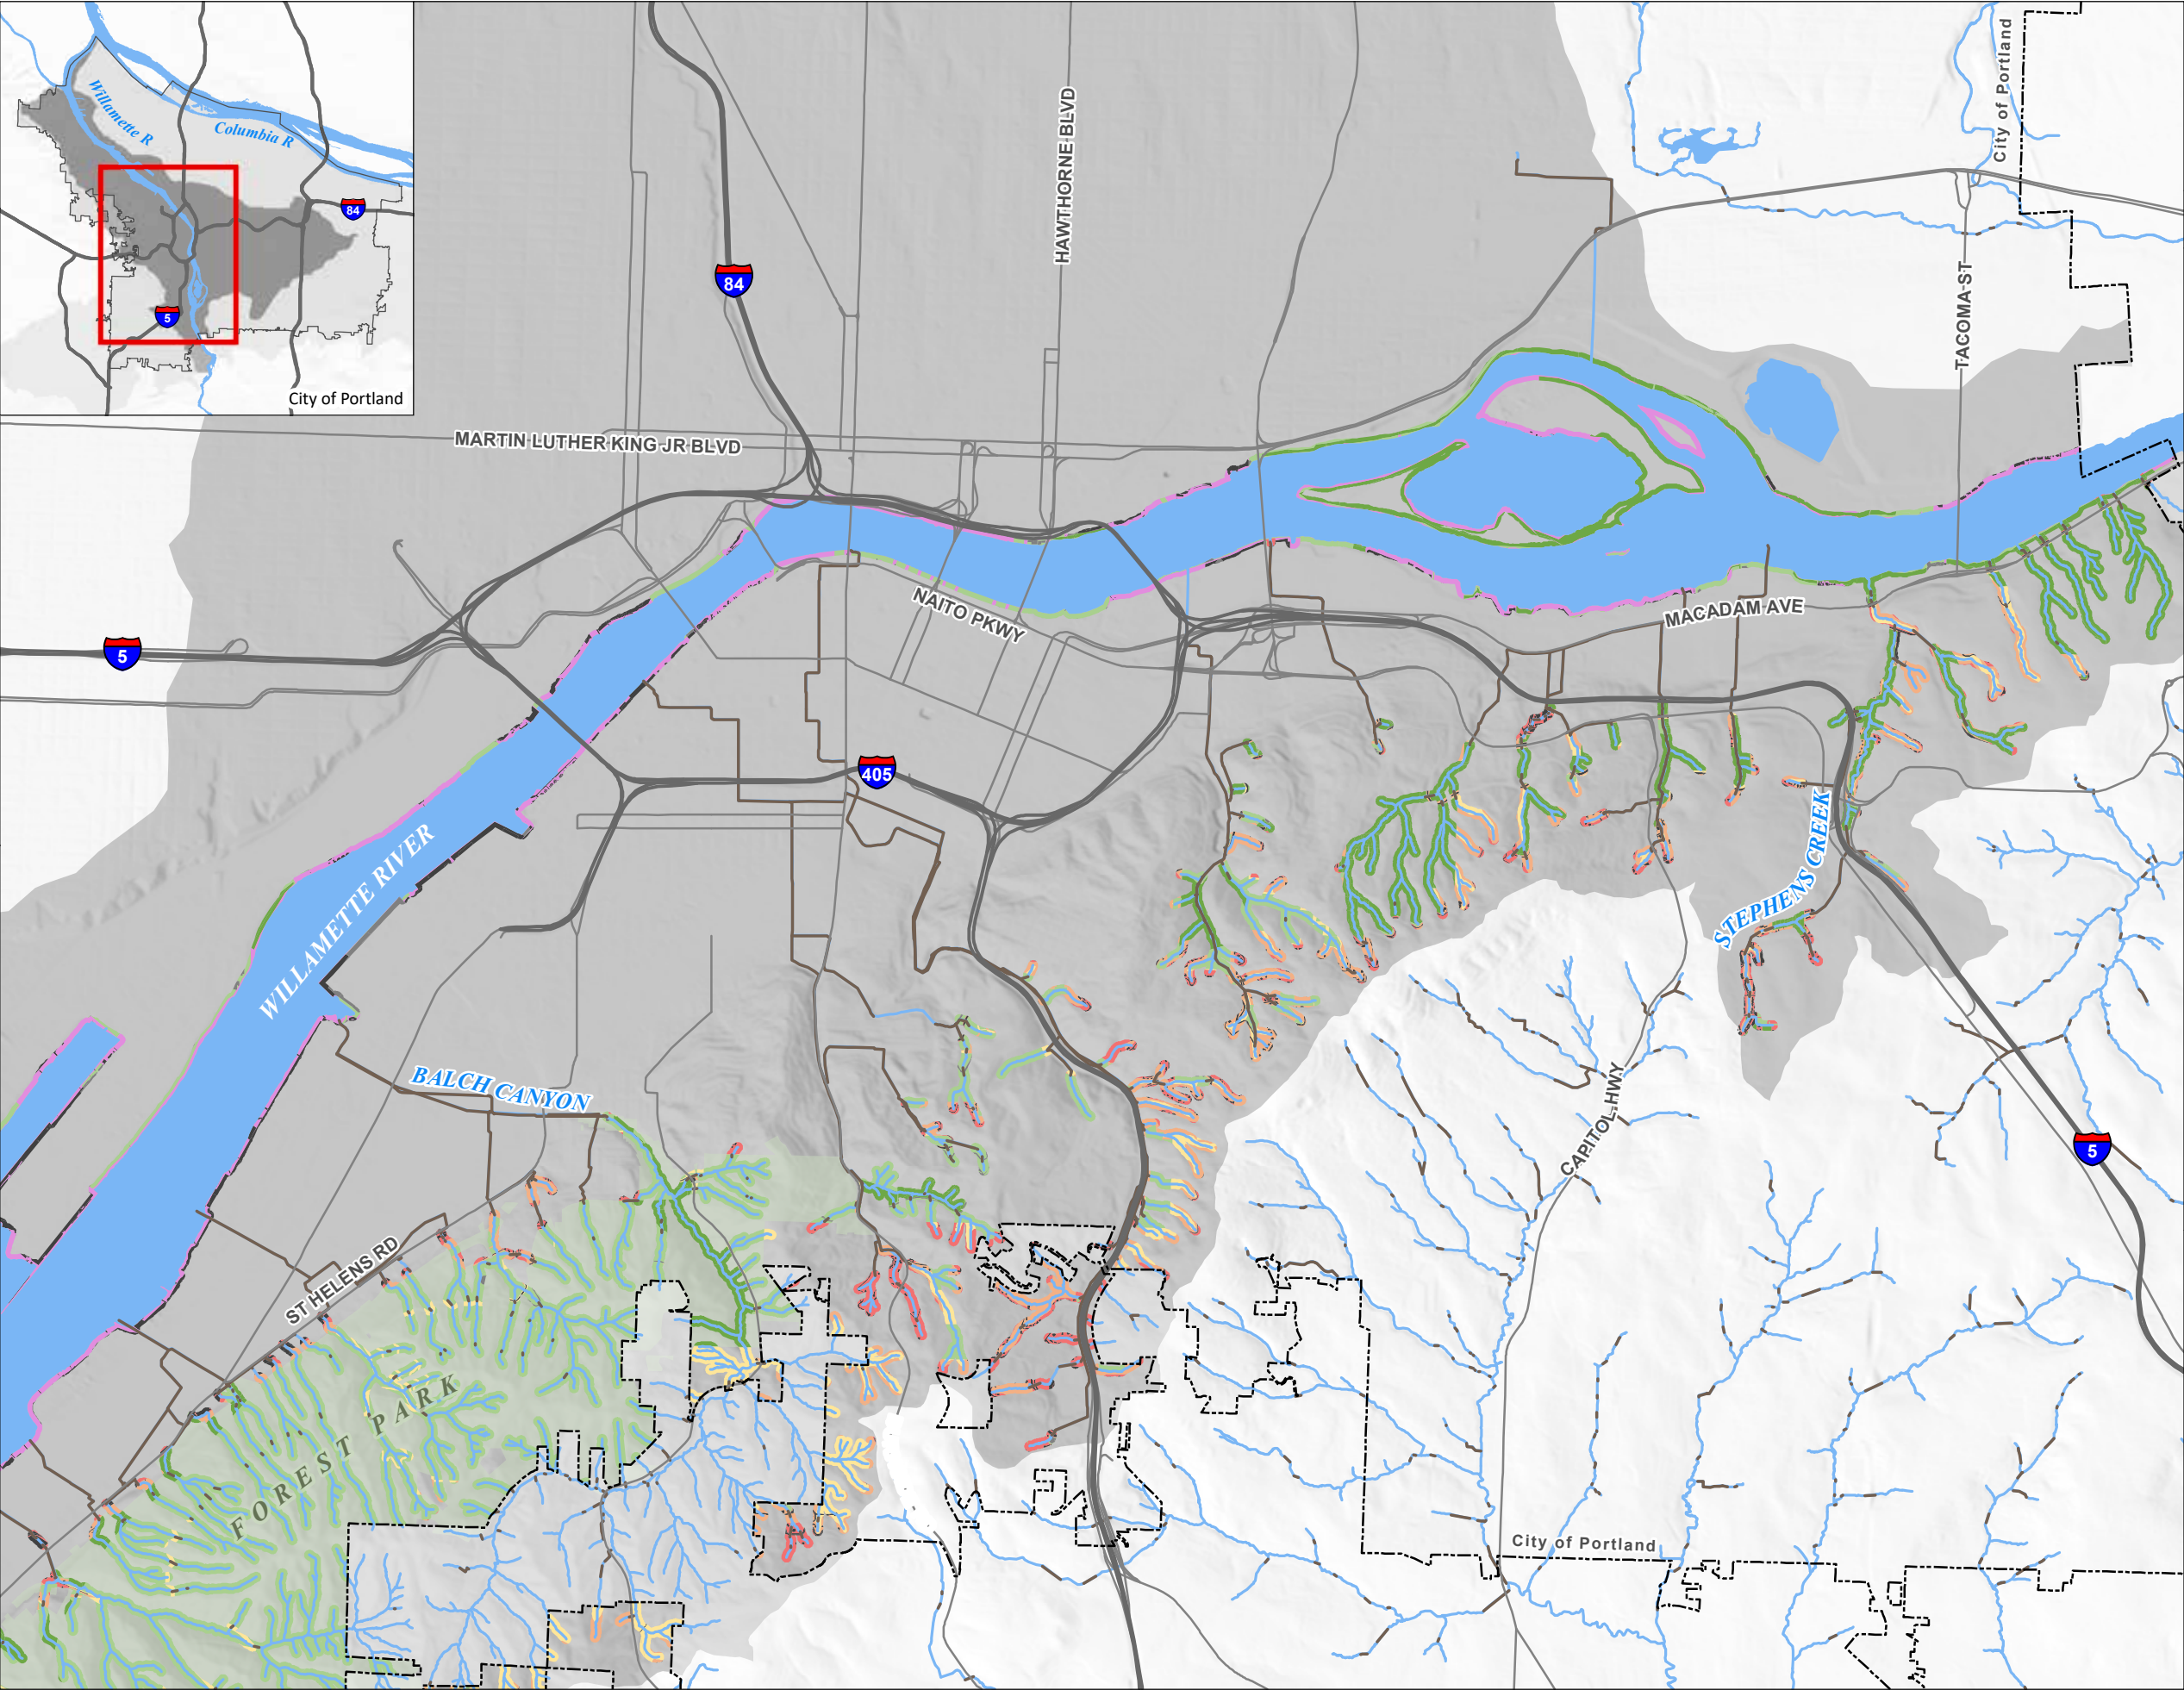 Willamette R
Columbia R
84
5
City of Portland
HAWTHORNE BLVD
City of Portland
84
TACOMA ST
MARTIN LUTHER KING JR BLVD
NAITO PKWY
MACADAM AVE
5
405
STEPHENS CREEK
WILLAMETTE RIVER
BALCH CANYON
CAPITOL HWY
5
ST HELENS RD
FOREST PARK
City of Portland